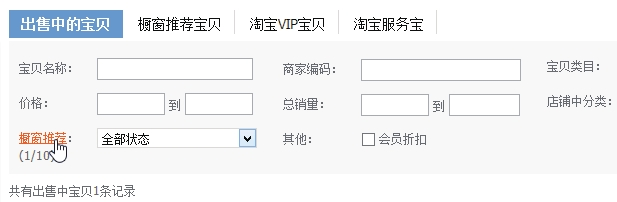 出售中的宝贝 橱窗推荐宝贝 淘宝VIP宝贝 淘宝服务宝
宝贝名称： 商家编码： 宝贝类目：
价格： 到 总销量： 到 店铺中分类：
橱窗推荐： 全部状态 其他： 会员折扣
(1/10)
共有出售中宝贝1条记录